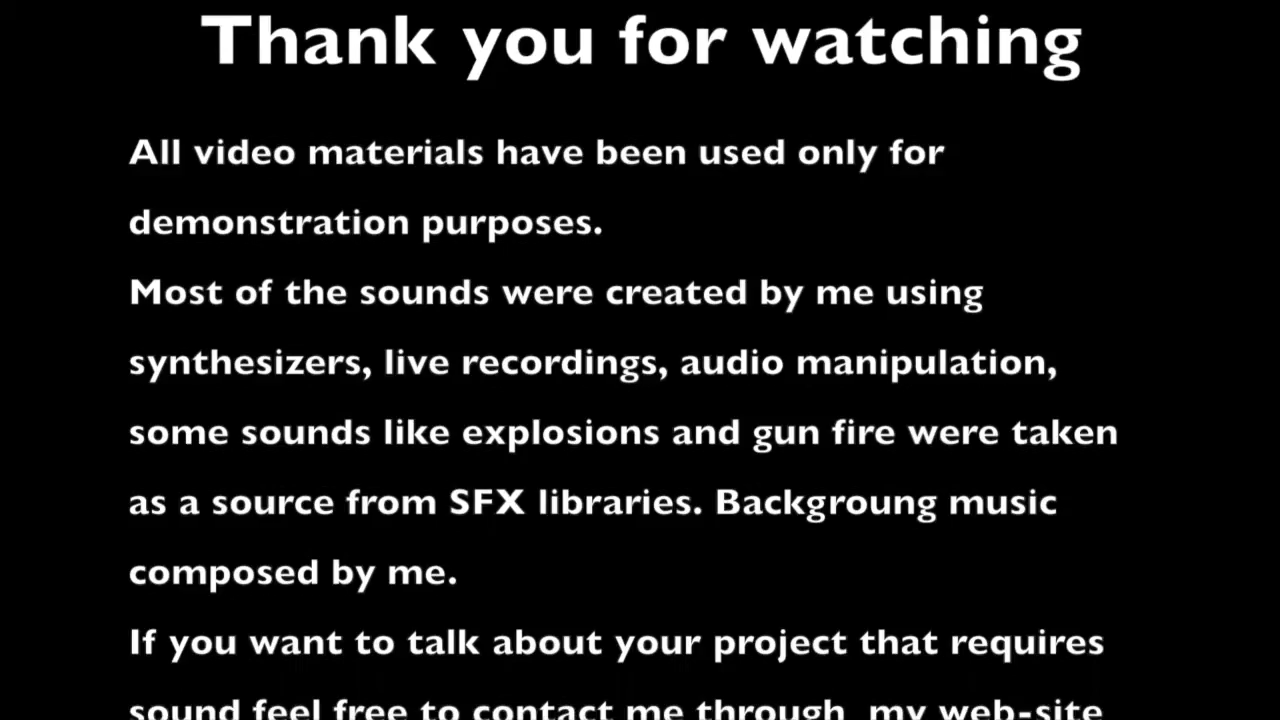 Thank you for watching
All video materials have been used only for
demonstration purposes.
Most of the sounds were created by me using
synthesizers, live recordings, audio manipulation,
some sounds like explosions and gun fire were taken
as a source from SFX libraries. Backgroung music
composed by me.
If you want to talk about your project that requires
sound feel free to contact me through my web-site